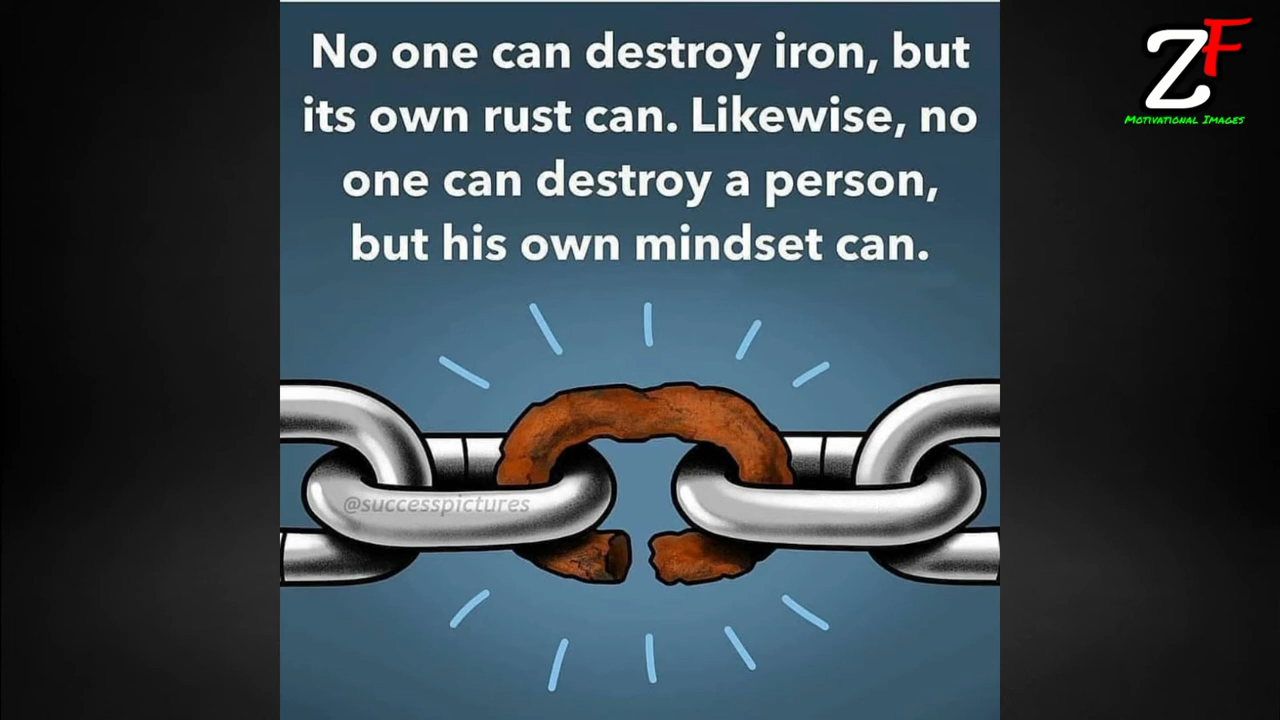 No one can destroy iron, but
its own rust can. Likewise, no
one can destroy a person,
but his own mindset can.
ZF
Motivational Images
@successpictures